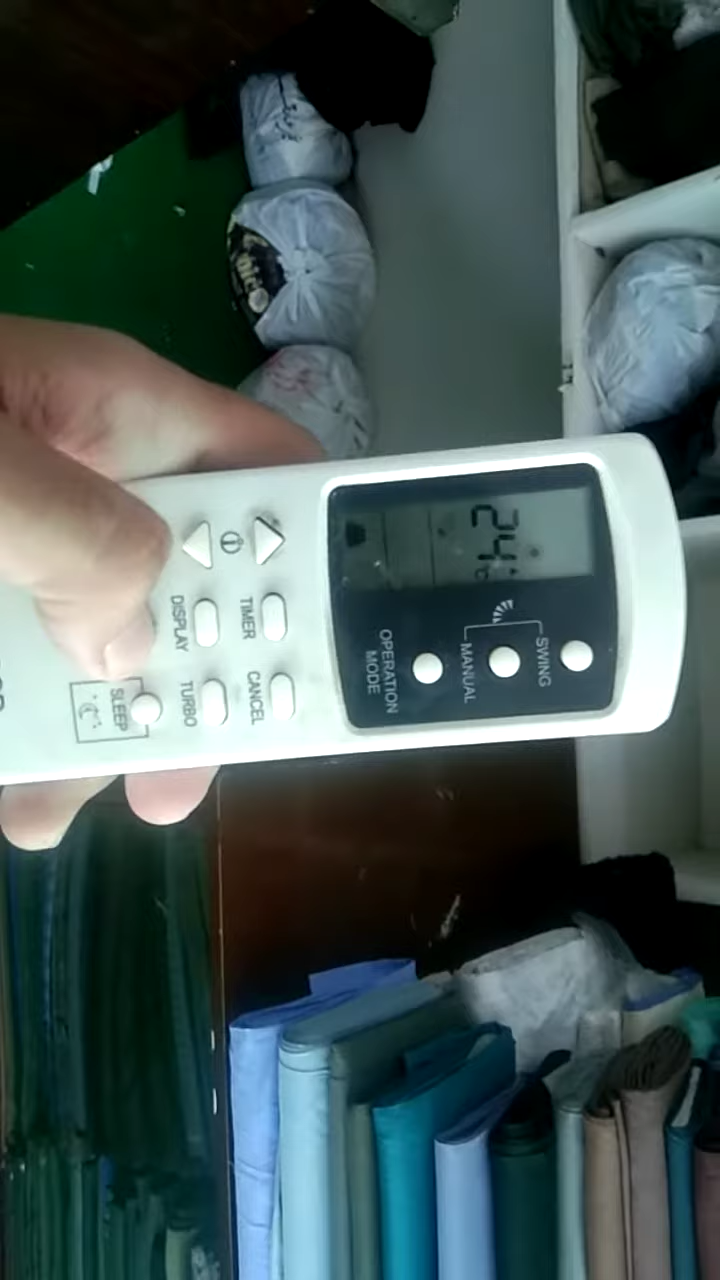 24
SWING
MANUAL
OPERATION
MODE
TIMER
CANCEL
DISPLAY
TURBO
SLEEP